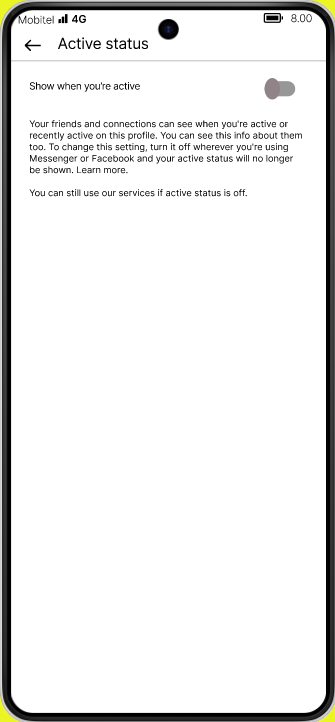 Mobitel 4G 8.00
Active status
Show when you're active
Your friends and connections can see when you're active or
recently active on this profile. You can see this info about them
too. To change this setting, turn it off wherever you're using
Messenger or Facebook and your active status will no longer
be shown. Learn more.
You can still use our services if active status is off.